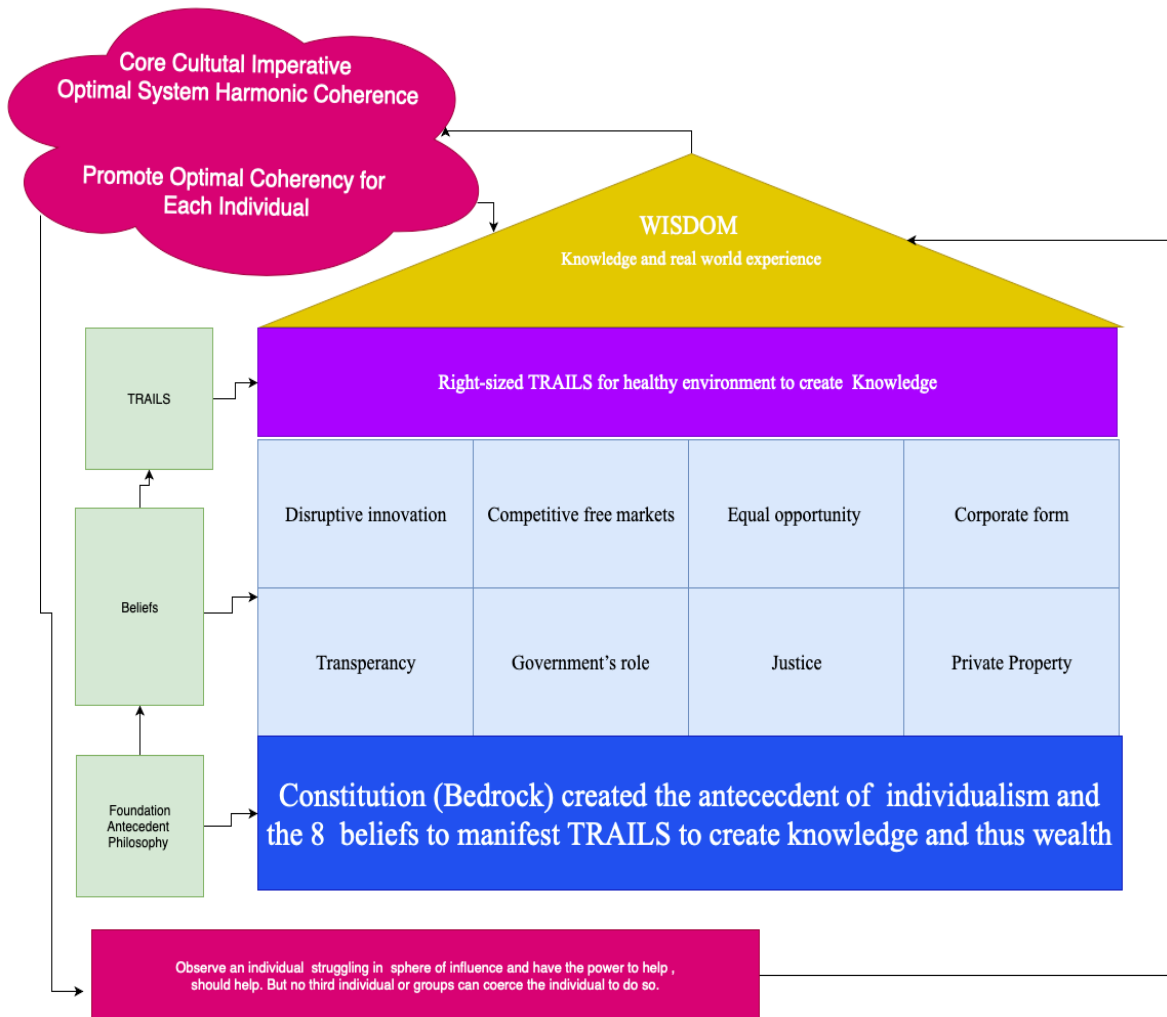 Core Cultutal Imperative
Optimal System Harmonic Coherence
Promote Optimal Coherency for
Each Individual
WISDOM
Knowledge and real world experience
TRAILS
Right-sized TRAILS for healthy environment to create Knowledge
Disruptive innovation
Competitive free markets
Equal opportunity
Corporate form
Beliefs
Transperancy
Government's role
Justice
Private Property
Foundation
Antecedent
Philosophy
Constitution (Bedrock) created the antececdent of individualism and
the 8 beliefs to manifest TRAILS to create knowledge and thus wealth
Observe an individual struggling in sphere of influence and have the power to help ,
should help. But no third individual or groups can coerce the individual to do so.